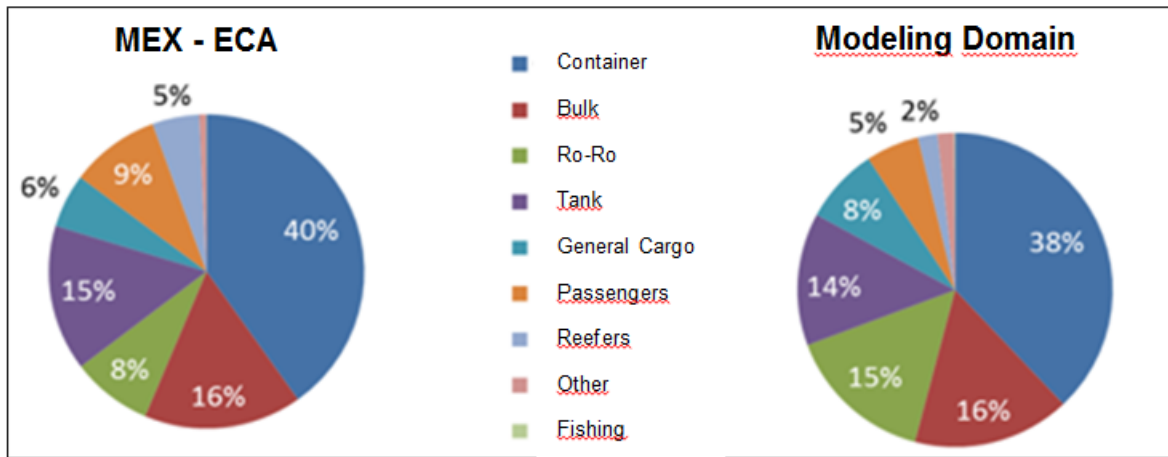 MEX - ECA
5%
9%
6%
40%
15%
8%
16%
Container
Bulk
Ro-Ro
Tank
General Cargo
Passengers
Reefers
Other
Fishing
Modeling Domain
2%
5%
8%
38%
14%
15%
16%